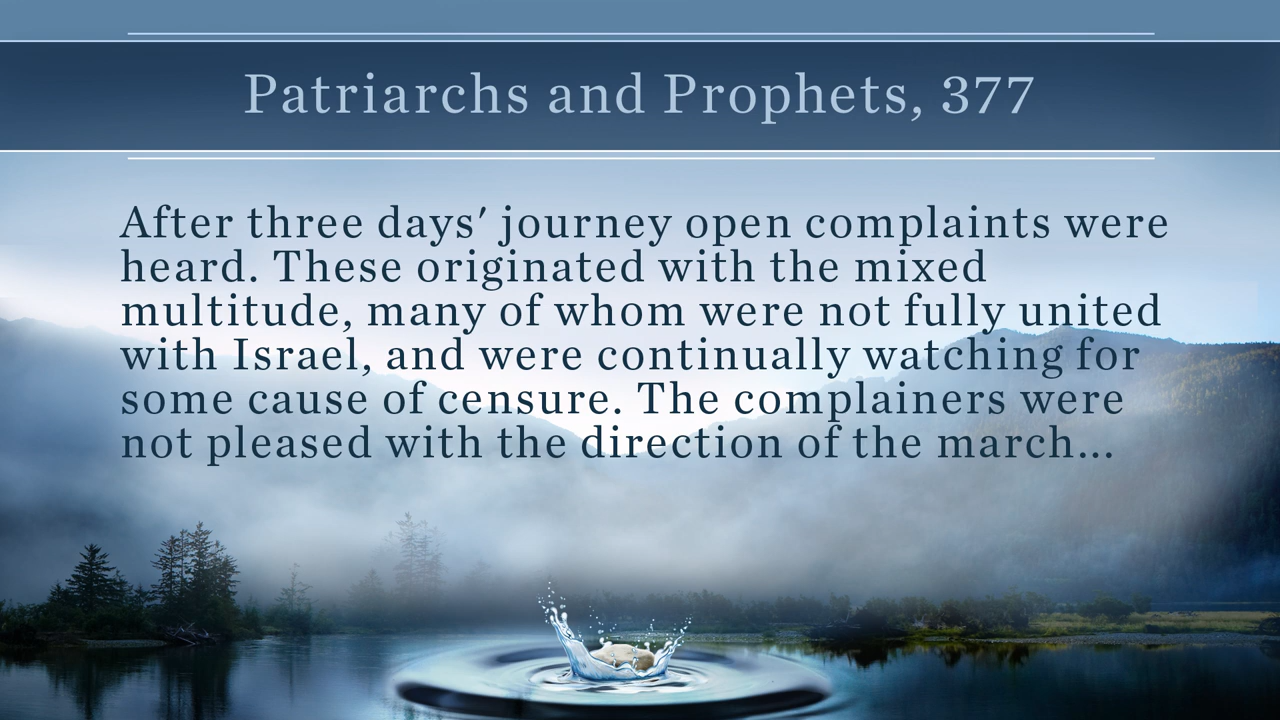 Patriarchs and Prophets, 377
After three days′ journey open complaints were
heard. These originated with the mixed
multitude, many of whom were not fully united
with Israel, and were continually watching for
some cause of censure. The complainers were
not pleased with the direction of the march...